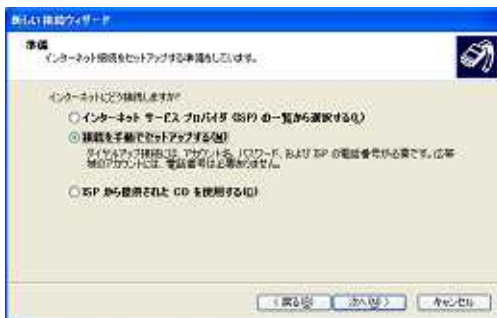 新しい接続ウィザード
準備
インターネット接続をセットアップする準備をしています。
インターネットにどう接続しますか?
インターネット サービス プロバイダ (ISP) の一覧から選択する(L)
接続を手動でセットアップする(M)
ダイヤルアップ接続には、アカウント名、パスワード、および ISP の電話番号が必要です。広帯
域のアカウントには、電話番号は必要ありません。
ISP から提供された CD を使用する(C)
< 戻る(B) 次へ(N) > キャンセル